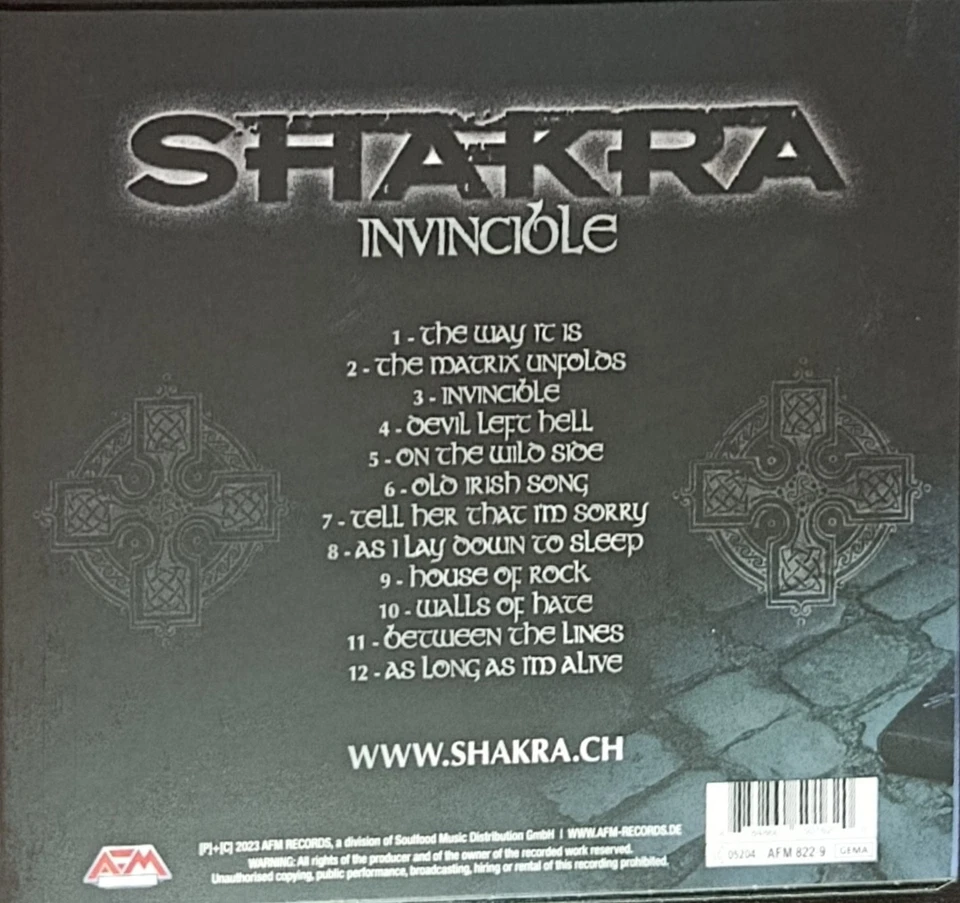 SHAKRA
INVINCIBLE
1 - THE WAY IT IS
2 - THE MATRIX UNFOLDS
3 - INVINCIBLE
4 - DEVIL LEFT HELL
5 - ON THE WILD SIDE
6 - OLD IRISH SONG
7 - TELL HER THAT I'M SORRY
8 - AS I LAY DOWN TO SLEEP
9 - HOUSE OF ROCK
10 - WALLS OF HATE
11 - BETWEEN THE LINES
12 - AS LONG AS I'M ALIVE
WWW.SHAKRA.CH
AFM
[P]+[C] 2023 AFM RECORDS, a division of Soulfood Music Distribution GmbH | WWW.AFM-RECORDS.DE
WARNING: All rights of the producer and of the owner of the recorded work reserved.
Unauthorised copying, public performance, broadcasting, hiring or rental of this recording prohibited.
05204 AFM 822-9 GEMA